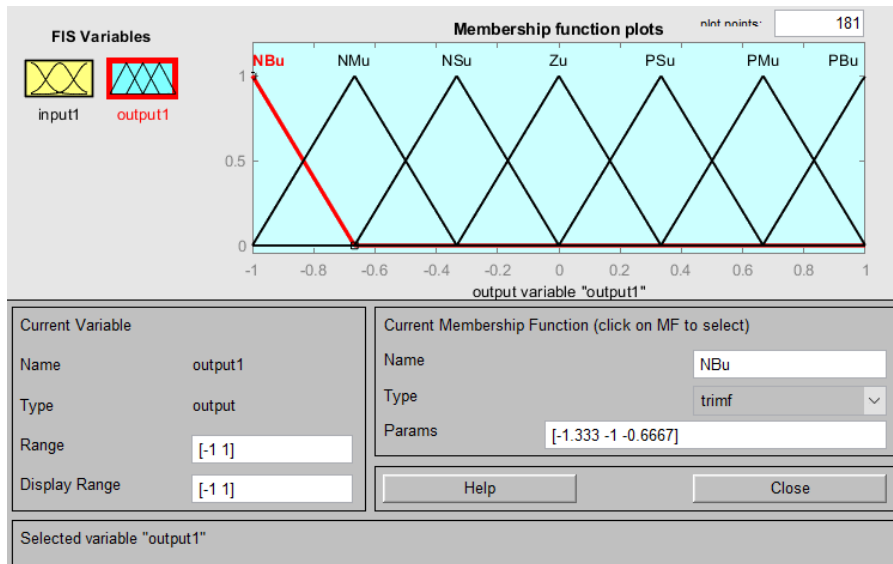 FIS Variables
input1 output1
Membership function plots plot points: 181
NBu NMu NSu Zu PSu PMu PBu
1
0.5
0
-1 -0.8 -0.6 -0.4 -0.2 0 0.2 0.4 0.6 0.8 1
output variable "output1"
Current Variable
Name output1
Type output
Range [-1 1]
Display Range [-1 1]
Current Membership Function (click on MF to select)
Name NBu
Type trimf
Params [-1.333 -1 -0.6667]
Help Close
Selected variable "output1"